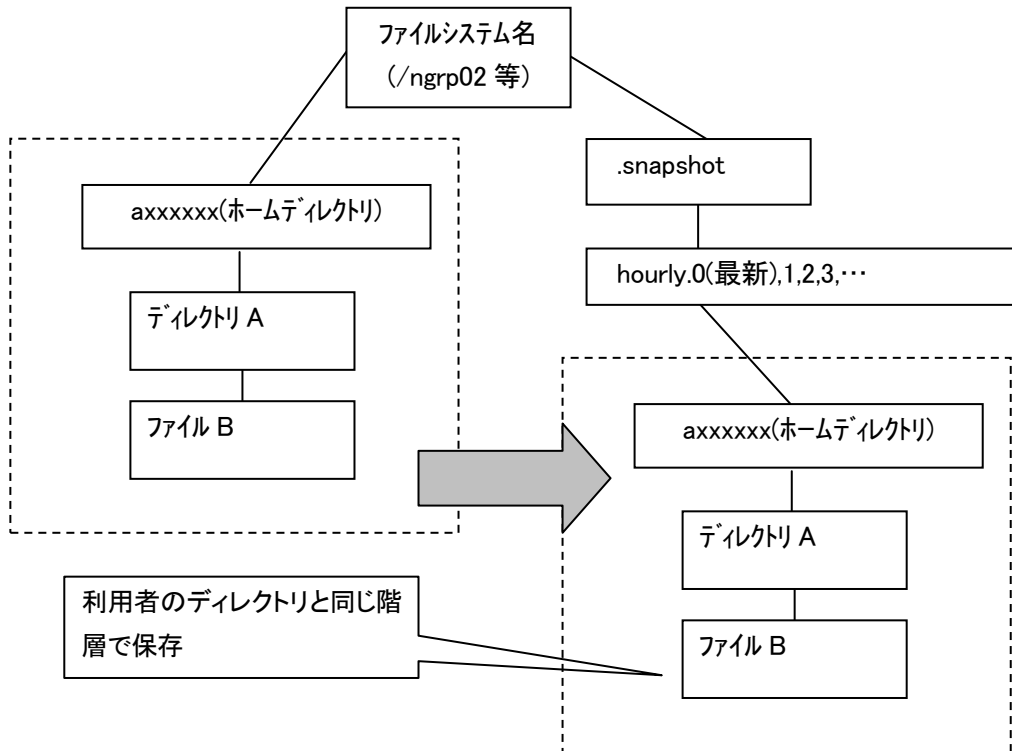 ファイルシステム名
(/ngrp02 等)
.snapshot
axxxxxx(ホームディレクトリ)
hourly.0(最新),1,2,3,…
ディレクトリ A
ファイル B
axxxxxx(ホームディレクトリ)
ディレクトリ A
利用者のディレクトリと同じ階
層で保存
ファイル B